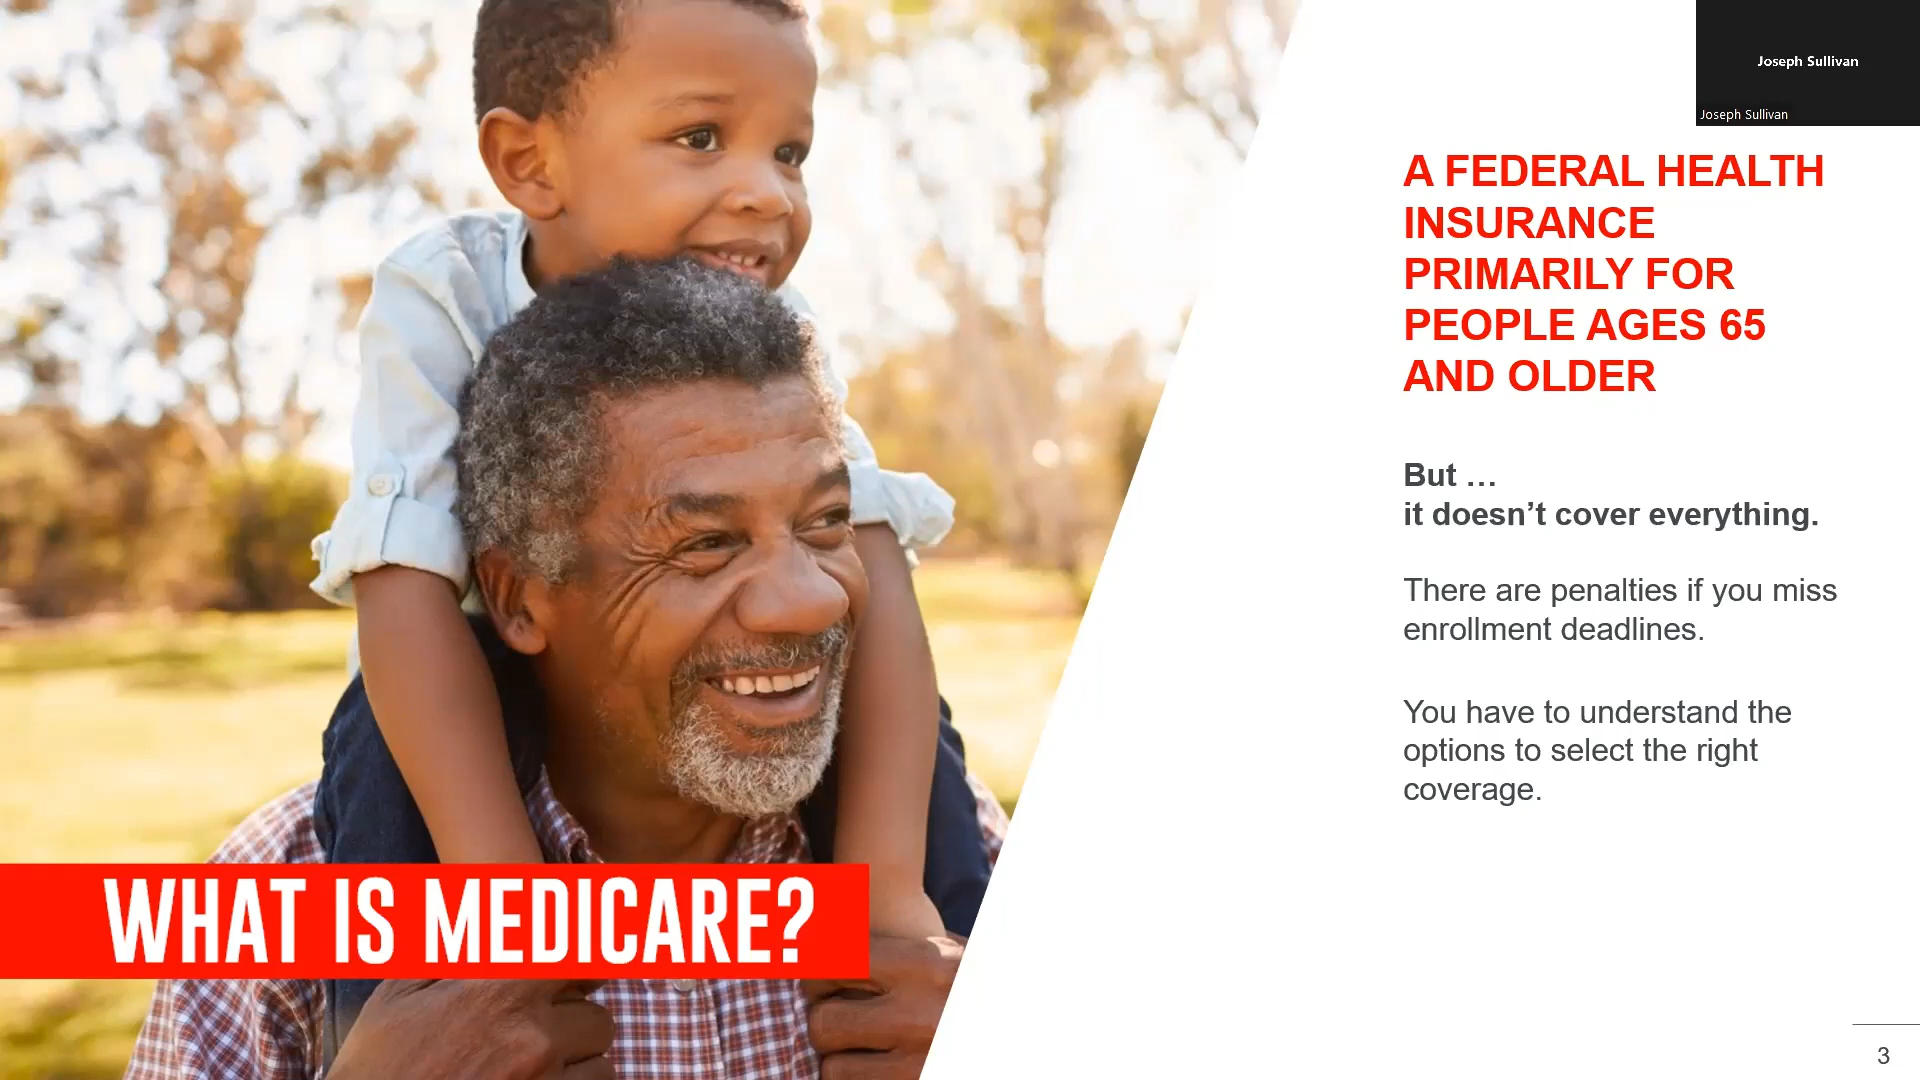 Joseph Sullivan
Joseph Sullivan
A FEDERAL HEALTH
INSURANCE
PRIMARILY FOR
PEOPLE AGES 65
AND OLDER
But …
it doesn’t cover everything.
There are penalties if you miss
enrollment deadlines.
You have to understand the
options to select the right
coverage.
WHAT IS MEDICARE?
3